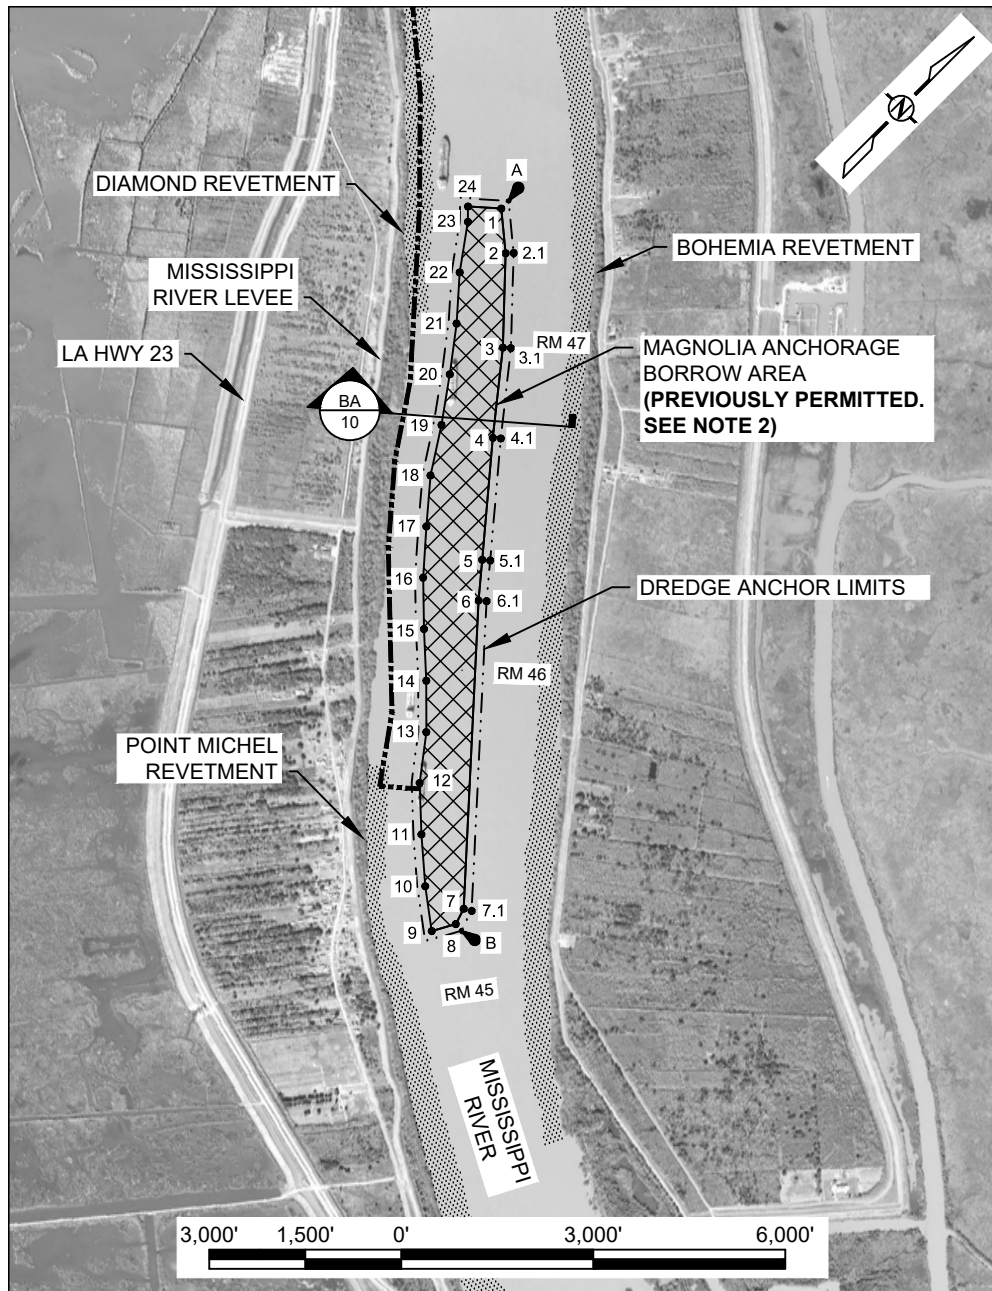 N
A
24
DIAMOND REVETMENT
23
1
BOHEMIA REVETMENT
2
2.1
MISSISSIPPI
RIVER LEVEE
22
21
LA HWY 23
3
3.1
RM 47
MAGNOLIA ANCHORAGE
BORROW AREA
(PREVIOUSLY PERMITTED.
SEE NOTE 2)
20
BA
10
19
4
4.1
18
17
5
5.1
16
DREDGE ANCHOR LIMITS
6
6.1
15
14
RM 46
13
POINT MICHEL
REVETMENT
12
11
10
7
7.1
9
8
B
RM 45
MISSISSIPPI
RIVER
3,000'
1,500'
0'
3,000'
6,000'